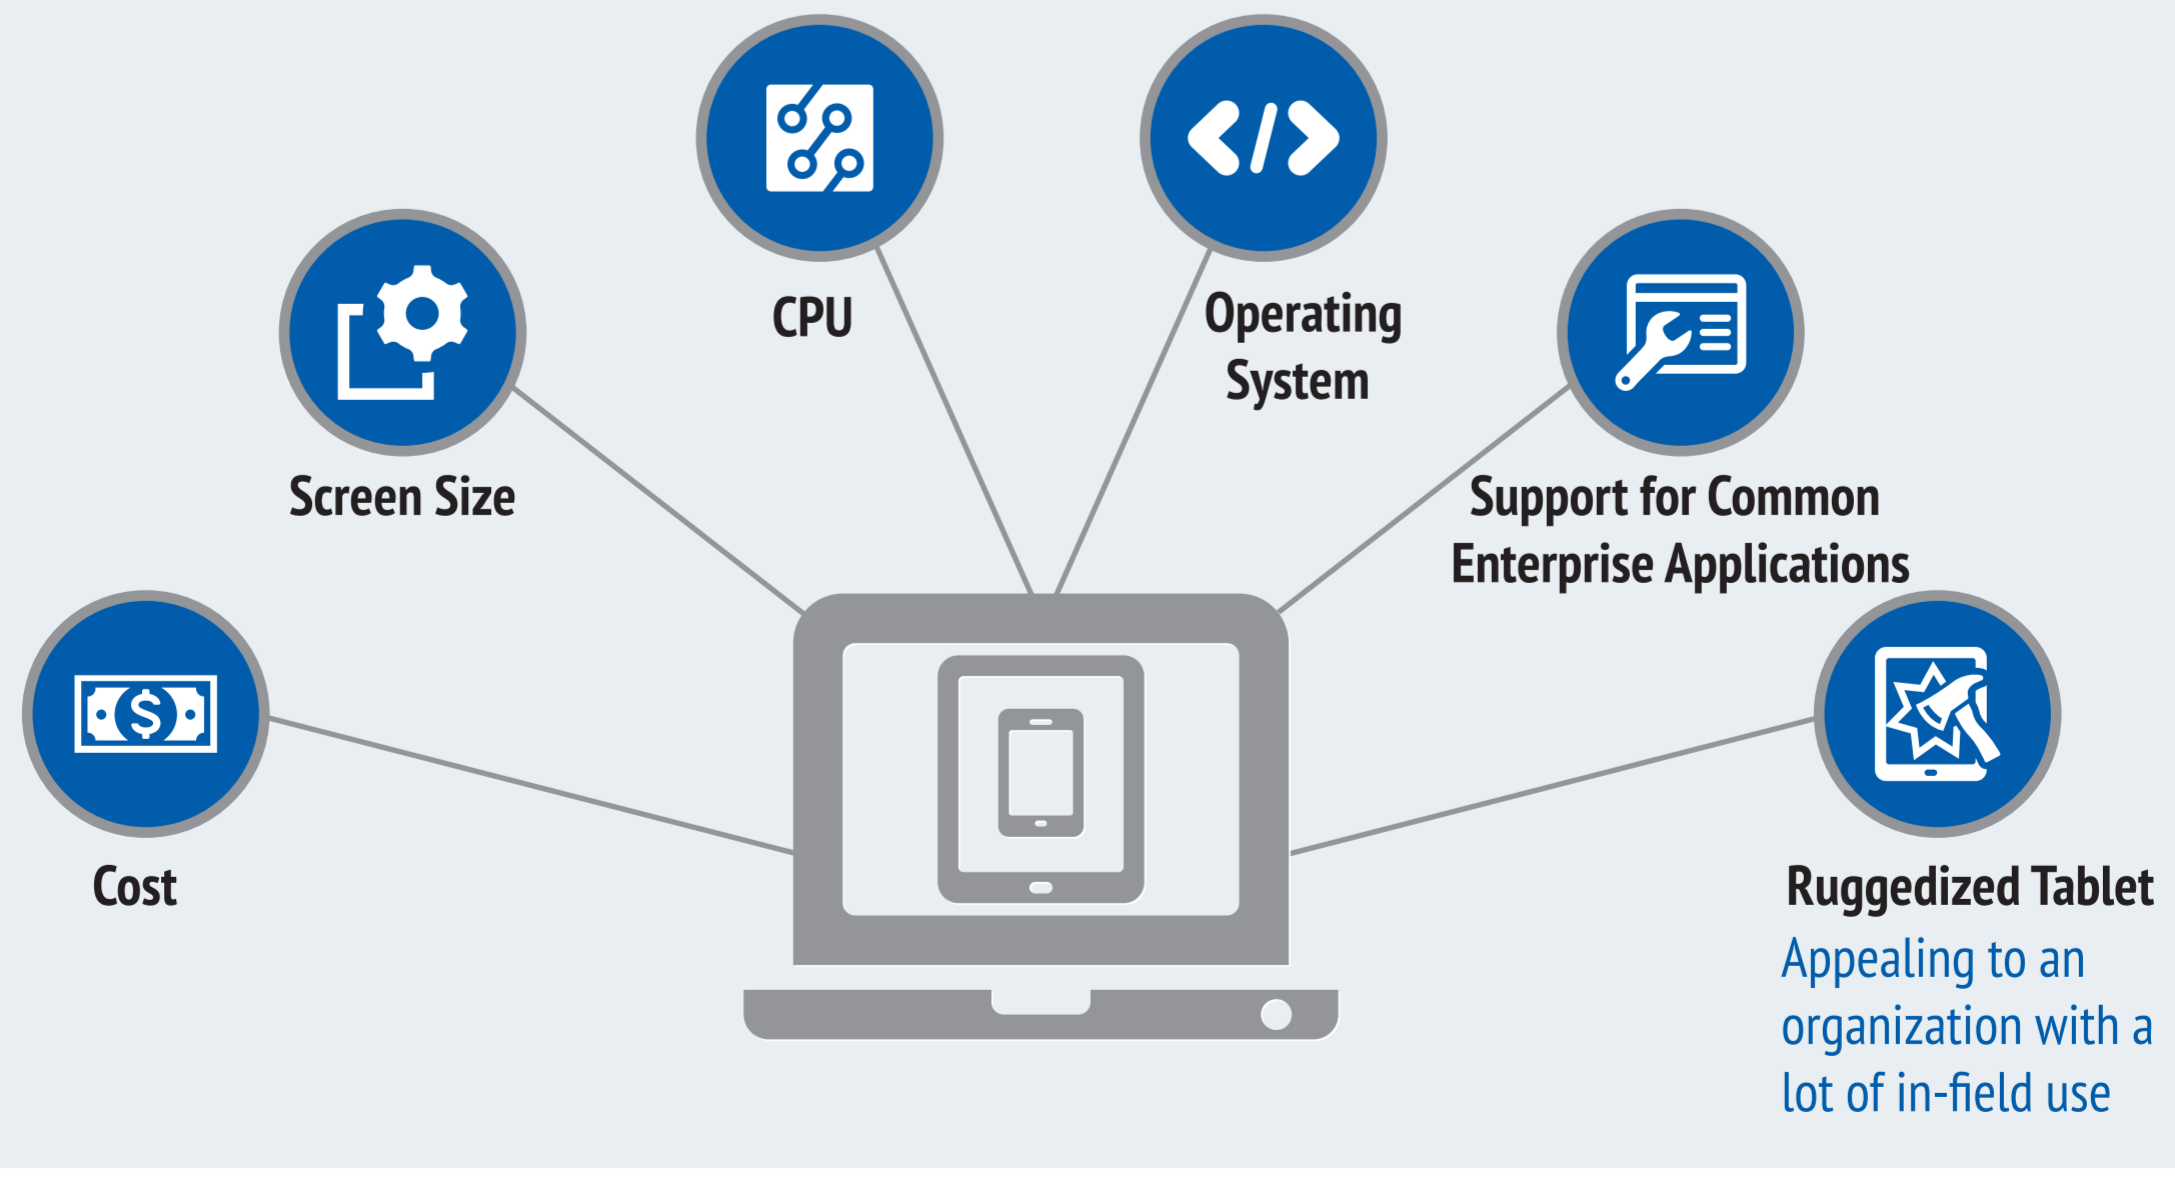 CPU
Operating
System
Screen Size
Support for Common
Enterprise Applications
$
Cost
Ruggedized Tablet
Appealing to an
organization with a
lot of in-field use